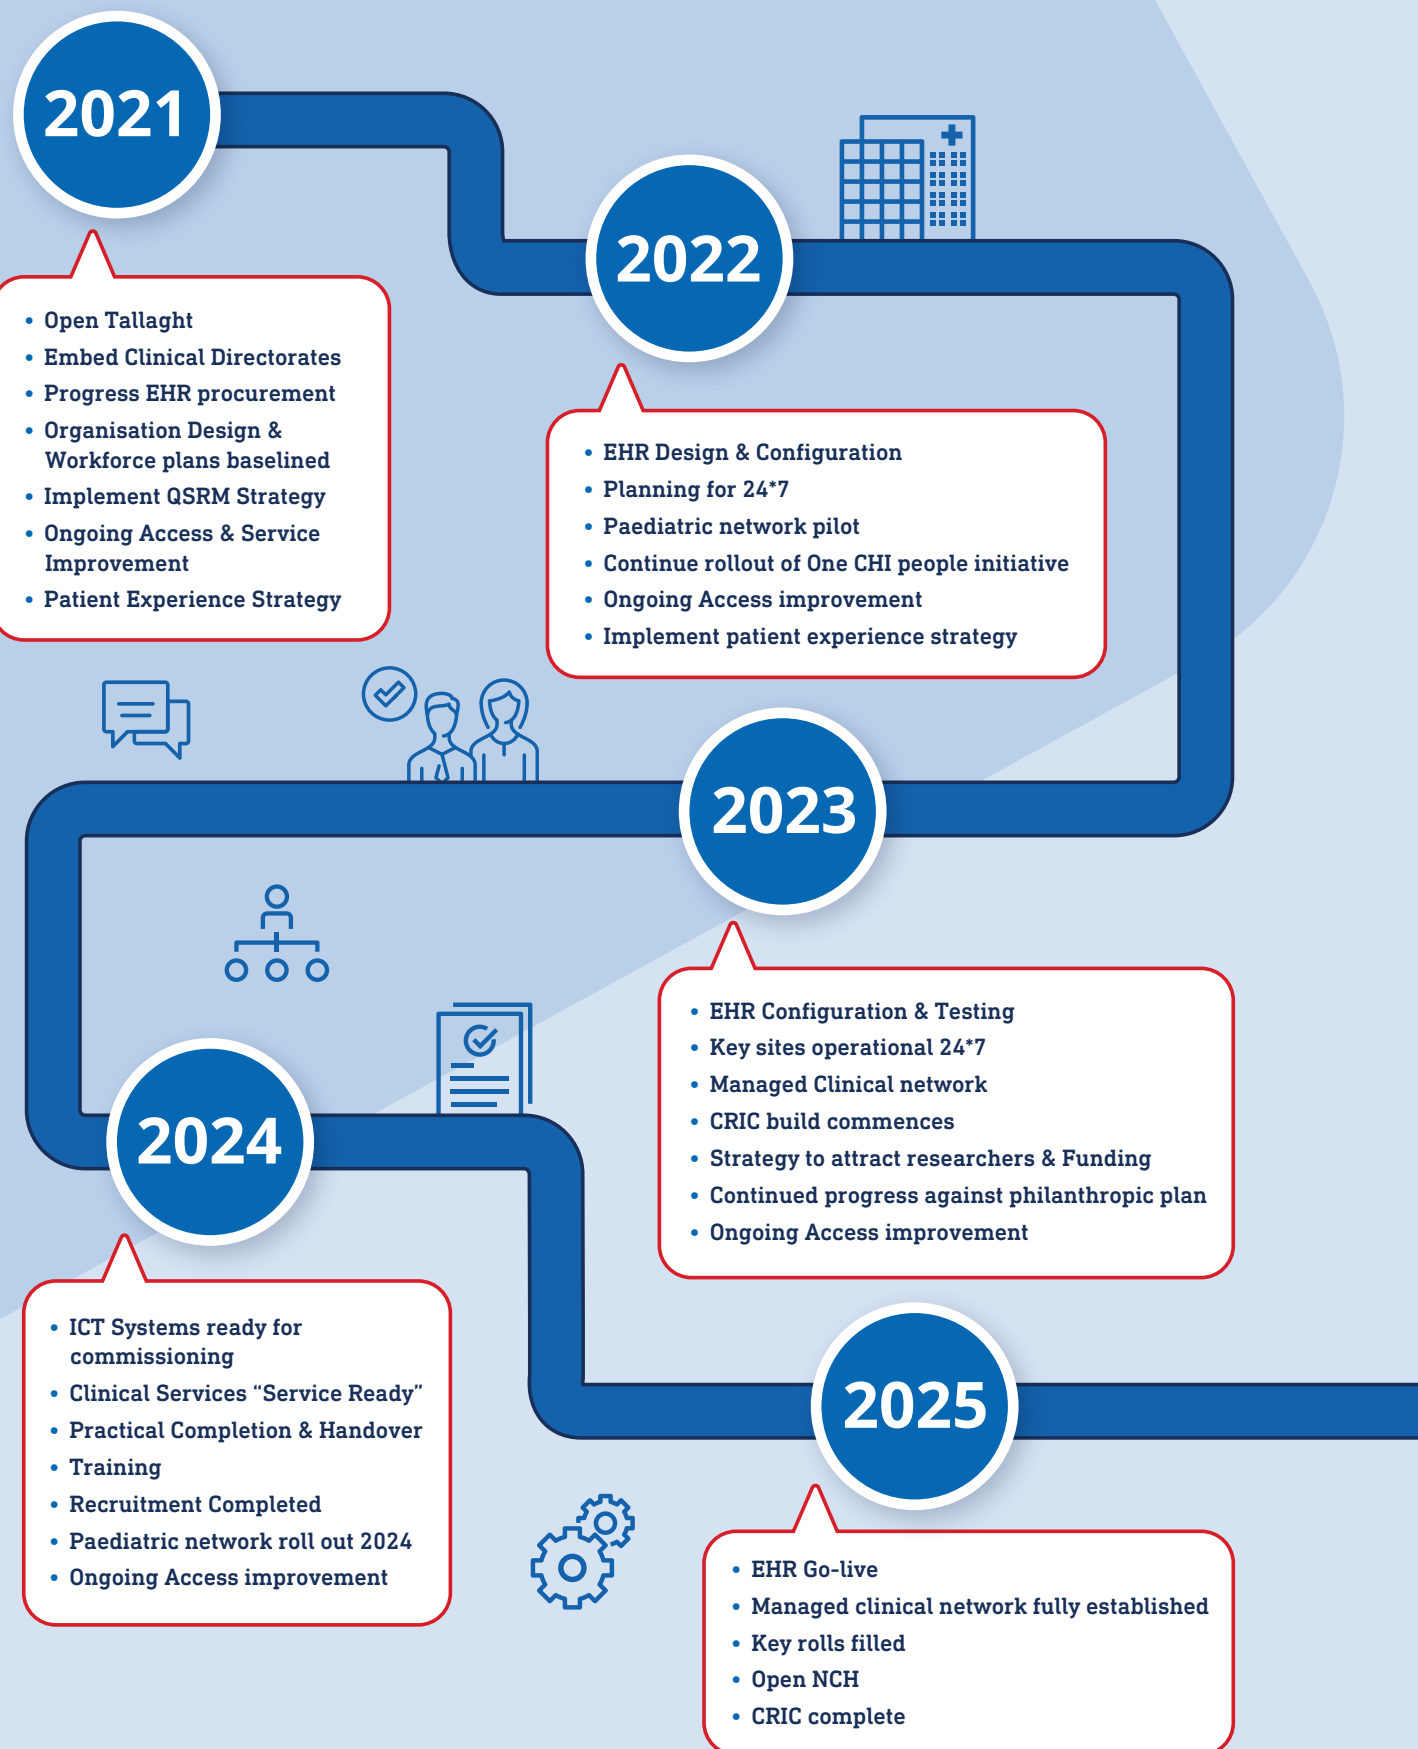 2021
• Open Tallaght
• Embed Clinical Directorates
• Progress EHR procurement
• Organisation Design &
Workforce plans baselined
• Implement QSRM Strategy
• Ongoing Access & Service
Improvement
• Patient Experience Strategy
2022
• EHR Design & Configuration
• Planning for 24*7
• Paediatric network pilot
• Continue rollout of One CHI people initiative
• Ongoing Access improvement
• Implement patient experience strategy
2023
• EHR Configuration & Testing
• Key sites operational 24*7
• Managed Clinical network
• CRIC build commences
• Strategy to attract researchers & Funding
• Continued progress against philanthropic plan
• Ongoing Access improvement
2024
• ICT Systems ready for
commissioning
• Clinical Services “Service Ready”
• Practical Completion & Handover
• Training
• Recruitment Completed
• Paediatric network roll out 2024
• Ongoing Access improvement
2025
• EHR Go-live
• Managed clinical network fully established
• Key rolls filled
• Open NCH
• CRIC complete